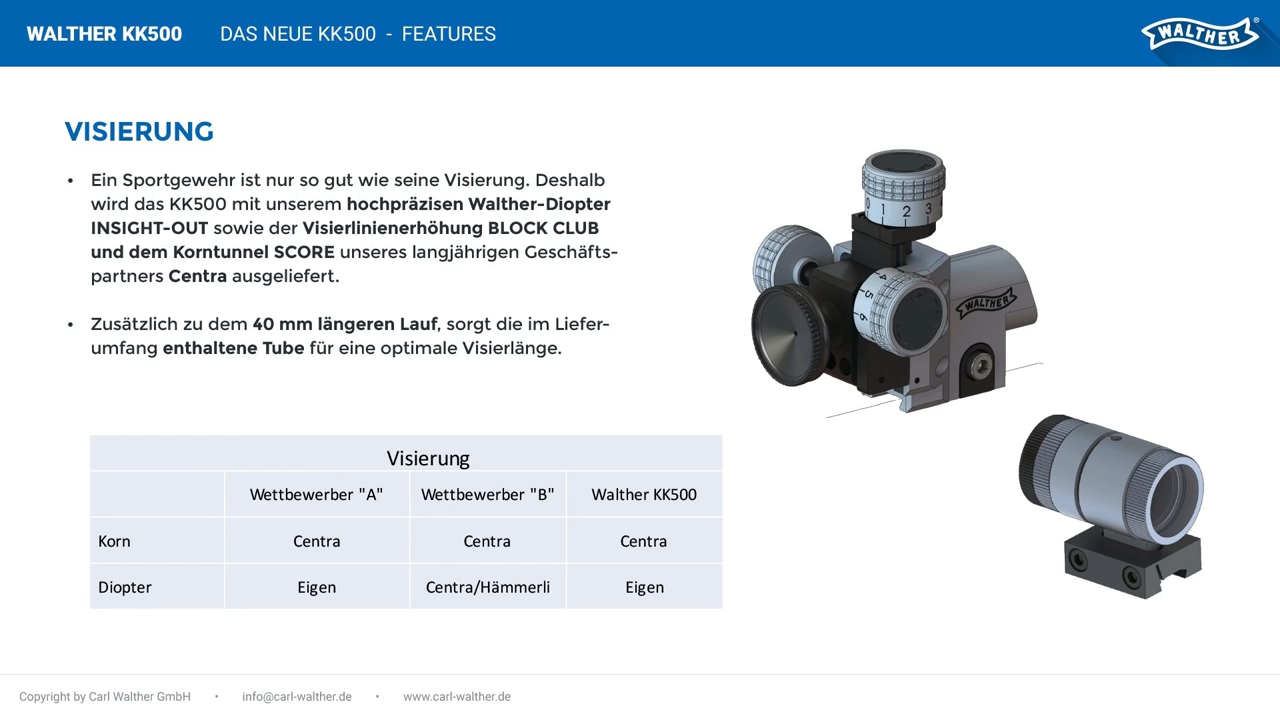 WALTHER KK500 DAS NEUE KK500 - FEATURES
WALTHER®
VISIERUNG
• Ein Sportgewehr ist nur so gut wie seine Visierung. Deshalb
wird das KK500 mit unserem hochpräzisen Walther-Diopter
INSIGHT-OUT sowie der Visierlinienerhöhung BLOCK CLUB
und dem Korntunnel SCORE unseres langjährigen Geschäfts-
partners Centra ausgeliefert.
• Zusätzlich zu dem 40 mm längeren Lauf, sorgt die im Liefer-
umfang enthaltene Tube für eine optimale Visierlänge.
0 1 2 3
4 5 6
WALTHER
Visierung
Wettbewerber "A" Wettbewerber "B" Walther KK500
Korn Centra Centra Centra
Diopter Eigen Centra/Hämmerli Eigen
Copyright by Carl Walther GmbH • info@carl-walther.de • www.carl-walther.de